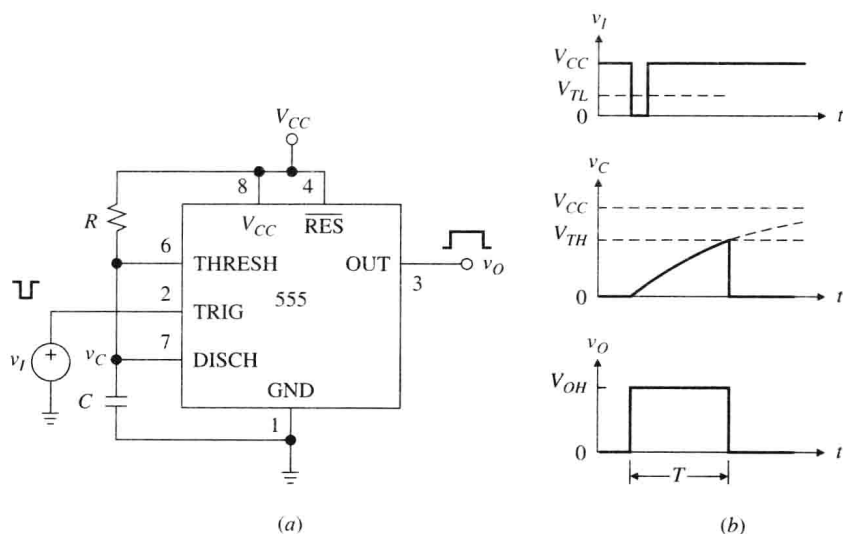 V_CC
8
4
R
V_CC
R̅E̅S̅
6
THRESH
OUT
v_O
3
2
TRIG
555
v_I
+
v_C
7
DISCH
C
GND
1
(a)
v_I
V_CC
V_TL
0
t
v_C
V_CC
V_TH
0
t
v_O
V_OH
0
t
T
(b)